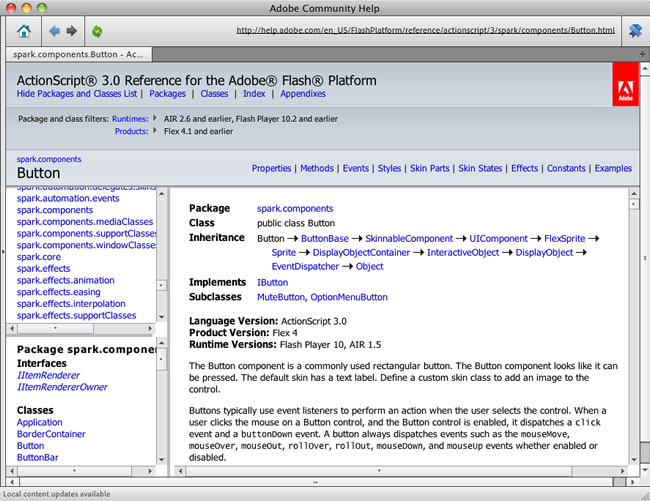 Adobe Community Help
http://help.adobe.com/en_US/FlashPlatform/reference/actionscript/3/spark/components/Button.html
spark.components.Button - Ac...
ActionScript® 3.0 Reference for the Adobe® Flash® Platform
Hide Packages and Classes List | Packages | Classes | Index | Appendixes
Adobe
Package and class filters: Runtimes: AIR 2.6 and earlier, Flash Player 10.2 and earlier
Products: Flex 4.1 and earlier
spark.components
Button
Properties | Methods | Events | Styles | Skin Parts | Skin States | Effects | Constants | Examples
spark.automation.delegates.skins
spark.automation.events
spark.components
spark.components.mediaClasses
spark.components.supportClasses
spark.components.windowClasses
spark.core
spark.effects
spark.effects.animation
spark.effects.easing
spark.effects.interpolation
spark.effects.supportClasses
Package spark.componen
Interfaces
IItemRenderer
IItemRendererOwner
Classes
Application
BorderContainer
Button
ButtonBar
Package spark.components
Class public class Button
Inheritance Button → ButtonBase → SkinnableComponent → UIComponent → FlexSprite →
Sprite → DisplayObjectContainer → InteractiveObject → DisplayObject →
EventDispatcher → Object
Implements IButton
Subclasses MuteButton, OptionMenuButton
Language Version: ActionScript 3.0
Product Version: Flex 4
Runtime Versions: Flash Player 10, AIR 1.5
The Button component is a commonly used rectangular button. The Button component looks like it can
be pressed. The default skin has a text label. Define a custom skin class to add an image to the
control.
Buttons typically use event listeners to perform an action when the user selects the control. When a
user clicks the mouse on a Button control, and the Button control is enabled, it dispatches a click
event and a buttonDown event. A button always dispatches events such as the mouseMove,
mouseOver, mouseOut, rollOver, rollOut, mouseDown, and mouseUp events whether enabled or
disabled.
Local content updates available